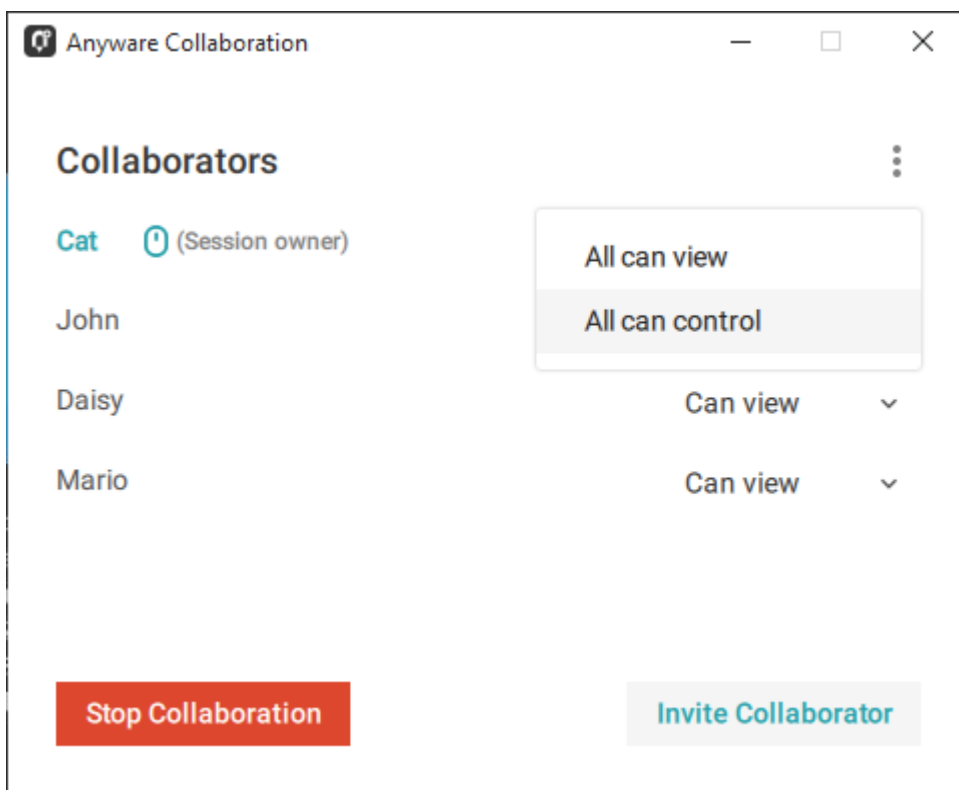 Anyware Collaboration
Collaborators
Cat (Session owner)
All can view
John
All can control
Daisy Can view
Mario Can view
Stop Collaboration Invite Collaborator